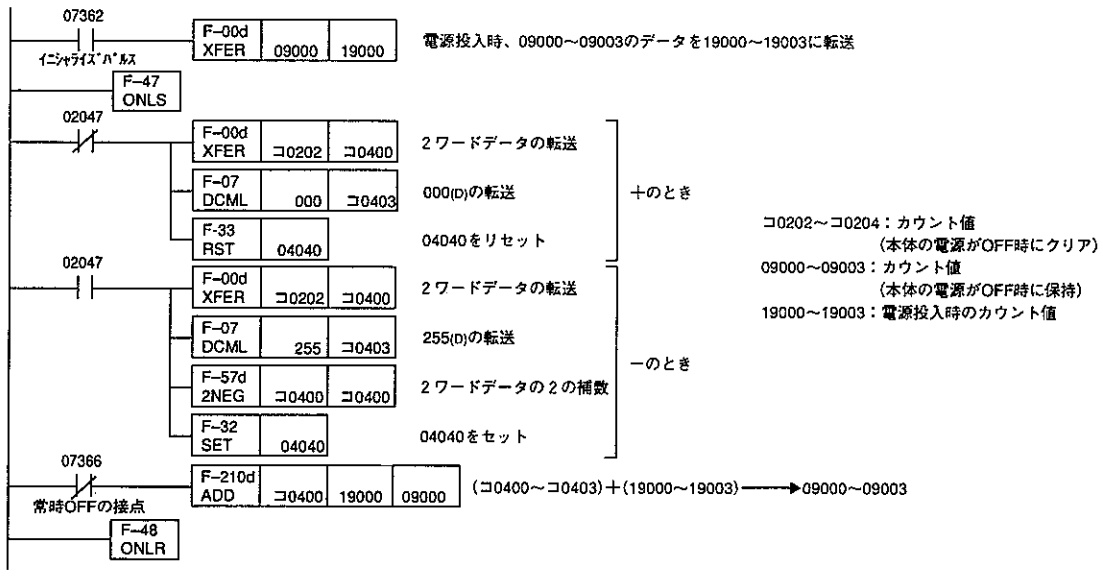 07362
イニシャライズパルス
F-00d
XFER 09000 19000
電源投入時、09000〜09003のデータを19000〜19003に転送
F-47
ONLS
02047
F-00d
XFER コ0202 コ0400
2ワードデータの転送
F-07
DCML 000 コ0403
000(D)の転送
+のとき
F-33
RST 04040
04040をリセット
02047
F-00d
XFER コ0202 コ0400
2ワードデータの転送
F-07
DCML 255 コ0403
255(D)の転送
-のとき
F-57d
2NEG コ0400 コ0400
2ワードデータの2の補数
F-32
SET 04040
04040をセット
コ0202〜コ0204:カウント値
(本体の電源がOFF時にクリア)
09000〜09003:カウント値
(本体の電源がOFF時に保持)
19000〜19003:電源投入時のカウント値
07366
常時OFFの接点
F-210d
ADD コ0400 19000 09000
(コ0400〜コ0403)+(19000〜19003)→09000〜09003
F-48
ONLR